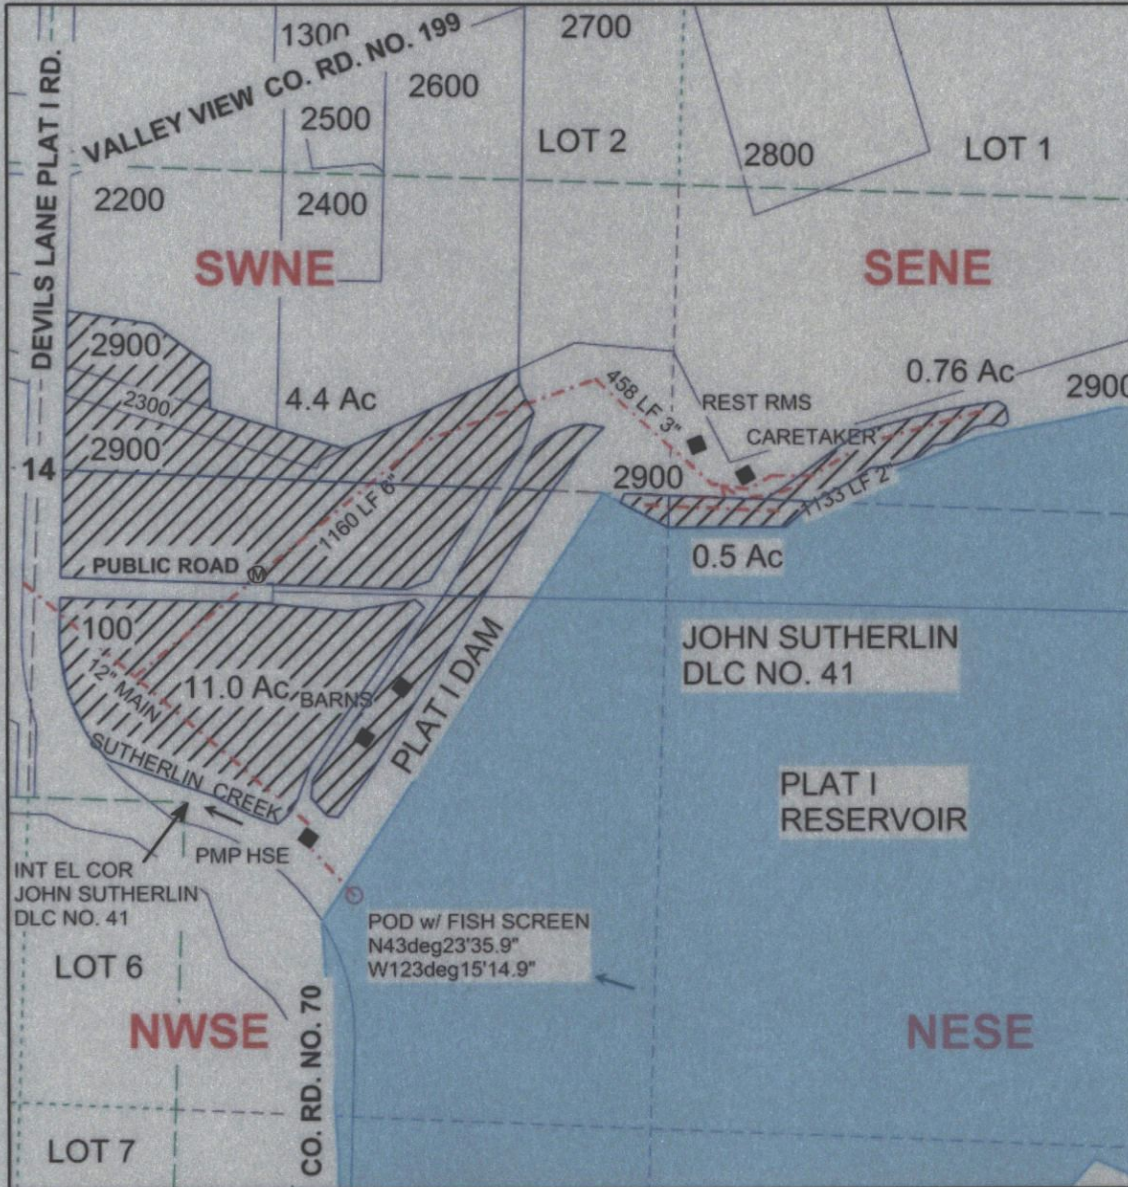 1300
2700
VALLEY VIEW CO. RD. NO. 199
2600
2500
LOT 2
2800
LOT 1
DEVILS LANE PLAT I RD.
2200
2400
SWNE
SENE
2900
2300
4.4 Ac
0.76 Ac
2900
458 LF 3"
REST RMS
CARETAKER
2900
14
2900
1133 LF 2"
1160 LF 6"
0.5 Ac
PUBLIC ROAD
M
100
12" MAIN
11.0 Ac
BARNS
PLAT I DAM
JOHN SUTHERLIN
DLC NO. 41
SUTHERLIN CREEK
PLAT I
RESERVOIR
PMP HSE
INT EL COR
JOHN SUTHERLIN
DLC NO. 41
POD w/ FISH SCREEN
N43deg23'35.9"
W123deg15'14.9"
LOT 6
NWSE
NESE
CO. RD. NO. 70
LOT 7